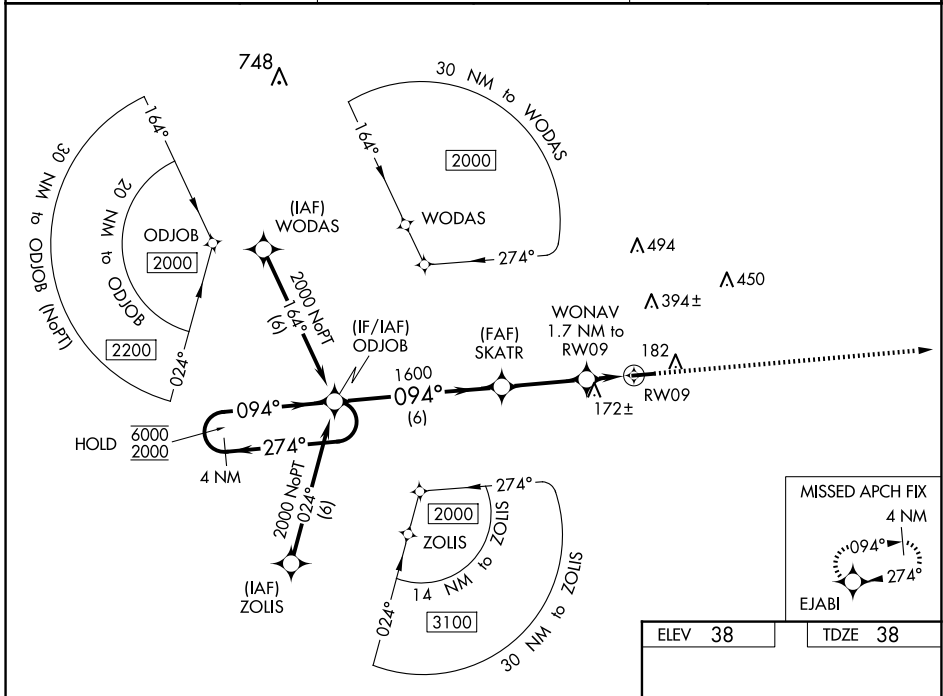 748
30 NM to WODAS
164°
2000
WODAS
274°
164°
30 NM to ODJOB (NoPT)
20 NM to ODJOB
ODJOB
2000
2200
024°
(IAF)
WODAS
2000 NoPT
164°
(6)
(IF/IAF)
ODJOB
494
450
394±
WONAV
1.7 NM to
RW09
(FAF)
SKATR
182
RW09
172±
1600
094°
(6)
094°
274°
HOLD
6000
2000
4 NM
2000 NoPT
024°
(6)
(IAF)
ZOLIS
274°
2000
ZOLIS
14 NM to ZOLIS
024°
3100
30 NM to ZOLIS
MISSED APCH FIX
4 NM
094°
274°
EJABI
ELEV 38
TDZE 38